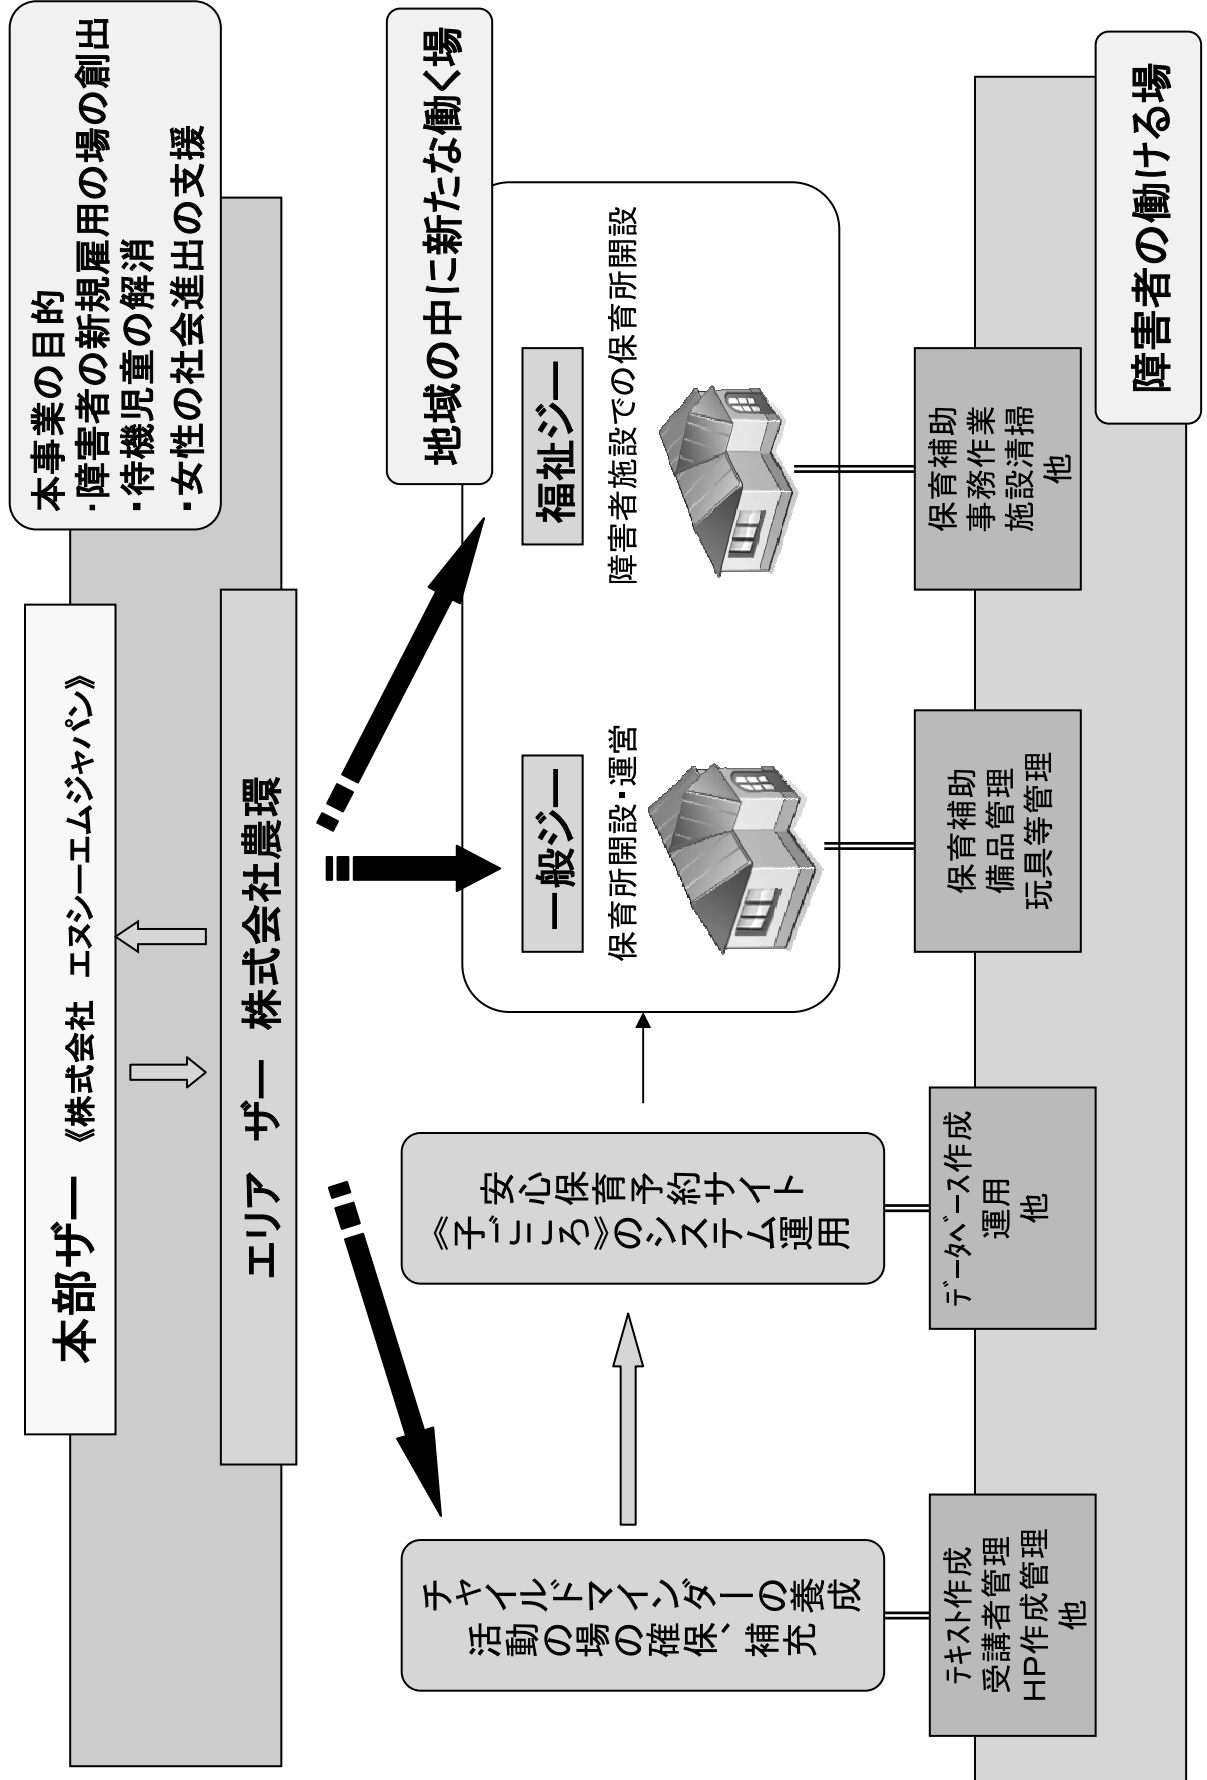 本事業の目的
・障害者の新規雇用の場の創出
・待機児童の解消
・女性の社会進出の支援
本部ザー 《株式会社 エヌシーエムジャパン》
エリア ザー 株式会社農環
地域の中に新たな働く場
チャイルドマインダーの養成
活動の場の確保、補充
安心保育予約サイト
《子ごころ》のシステム運用
一般ジー
保育所開設・運営
福祉ジー
障害者施設での保育所開設
テキスト作成
受講者管理
HP作成管理
他
データベース作成
運用
他
保育補助
備品管理
玩具等管理
保育補助
事務作業
施設清掃
他
障害者の働ける場